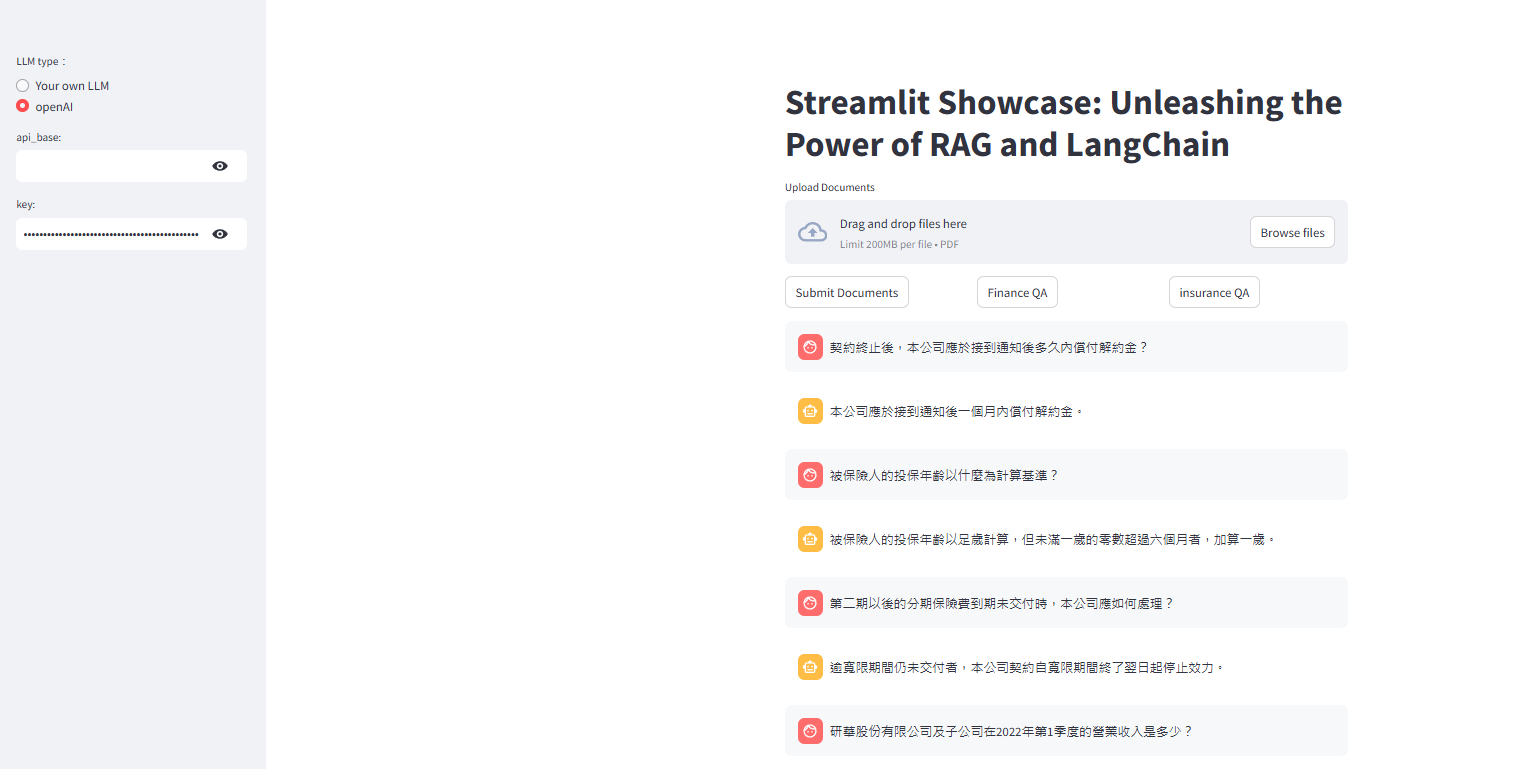 LLM type：
Your own LLM
openAI
api_base:
key:
Streamlit Showcase: Unleashing the
Power of RAG and LangChain
Upload Documents
Drag and drop files here
Limit 200MB per file • PDF
Browse files
Submit Documents
Finance QA
insurance QA
契約終止後，本公司應於接到通知後多久內償付解約金？
本公司應於接到通知後一個月內償付解約金。
被保險人的投保年齡以什麼為計算基準？
被保險人的投保年齡以足歲計算，但未滿一歲的零數超過六個月者，加算一歲。
第二期以後的分期保險費到期未交付時，本公司應如何處理？
逾寬限期間仍未交付者，本公司契約自寬限期間終了翌日起停止效力。
研華股份有限公司及子公司在2022年第1季度的營業收入是多少？